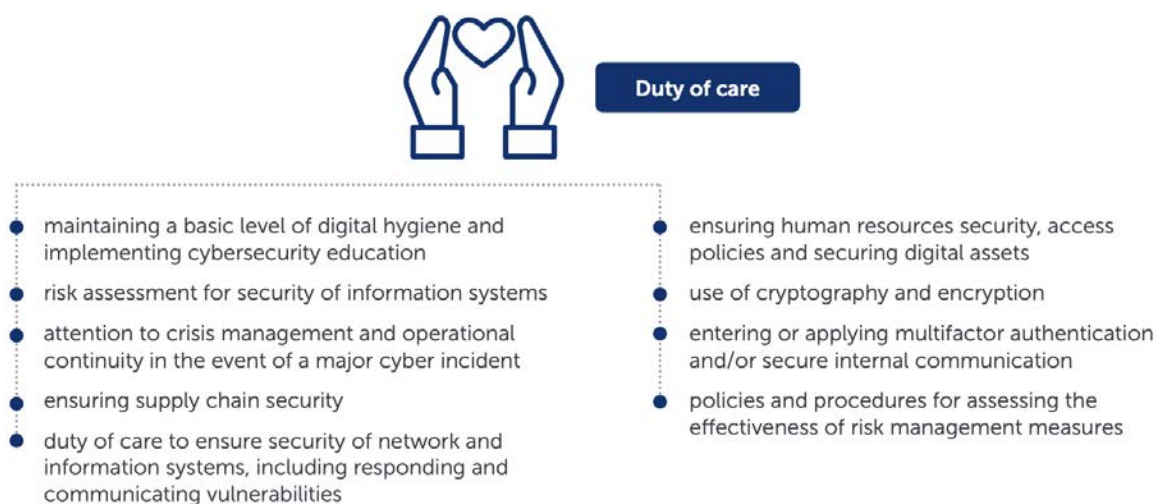 Duty of care
maintaining a basic level of digital hygiene and
implementing cybersecurity education
risk assessment for security of information systems
attention to crisis management and operational
continuity in the event of a major cyber incident
ensuring supply chain security
duty of care to ensure security of network and
information systems, including responding and
communicating vulnerabilities
ensuring human resources security, access
policies and securing digital assets
use of cryptography and encryption
entering or applying multifactor authentication
and/or secure internal communication
policies and procedures for assessing the
effectiveness of risk management measures